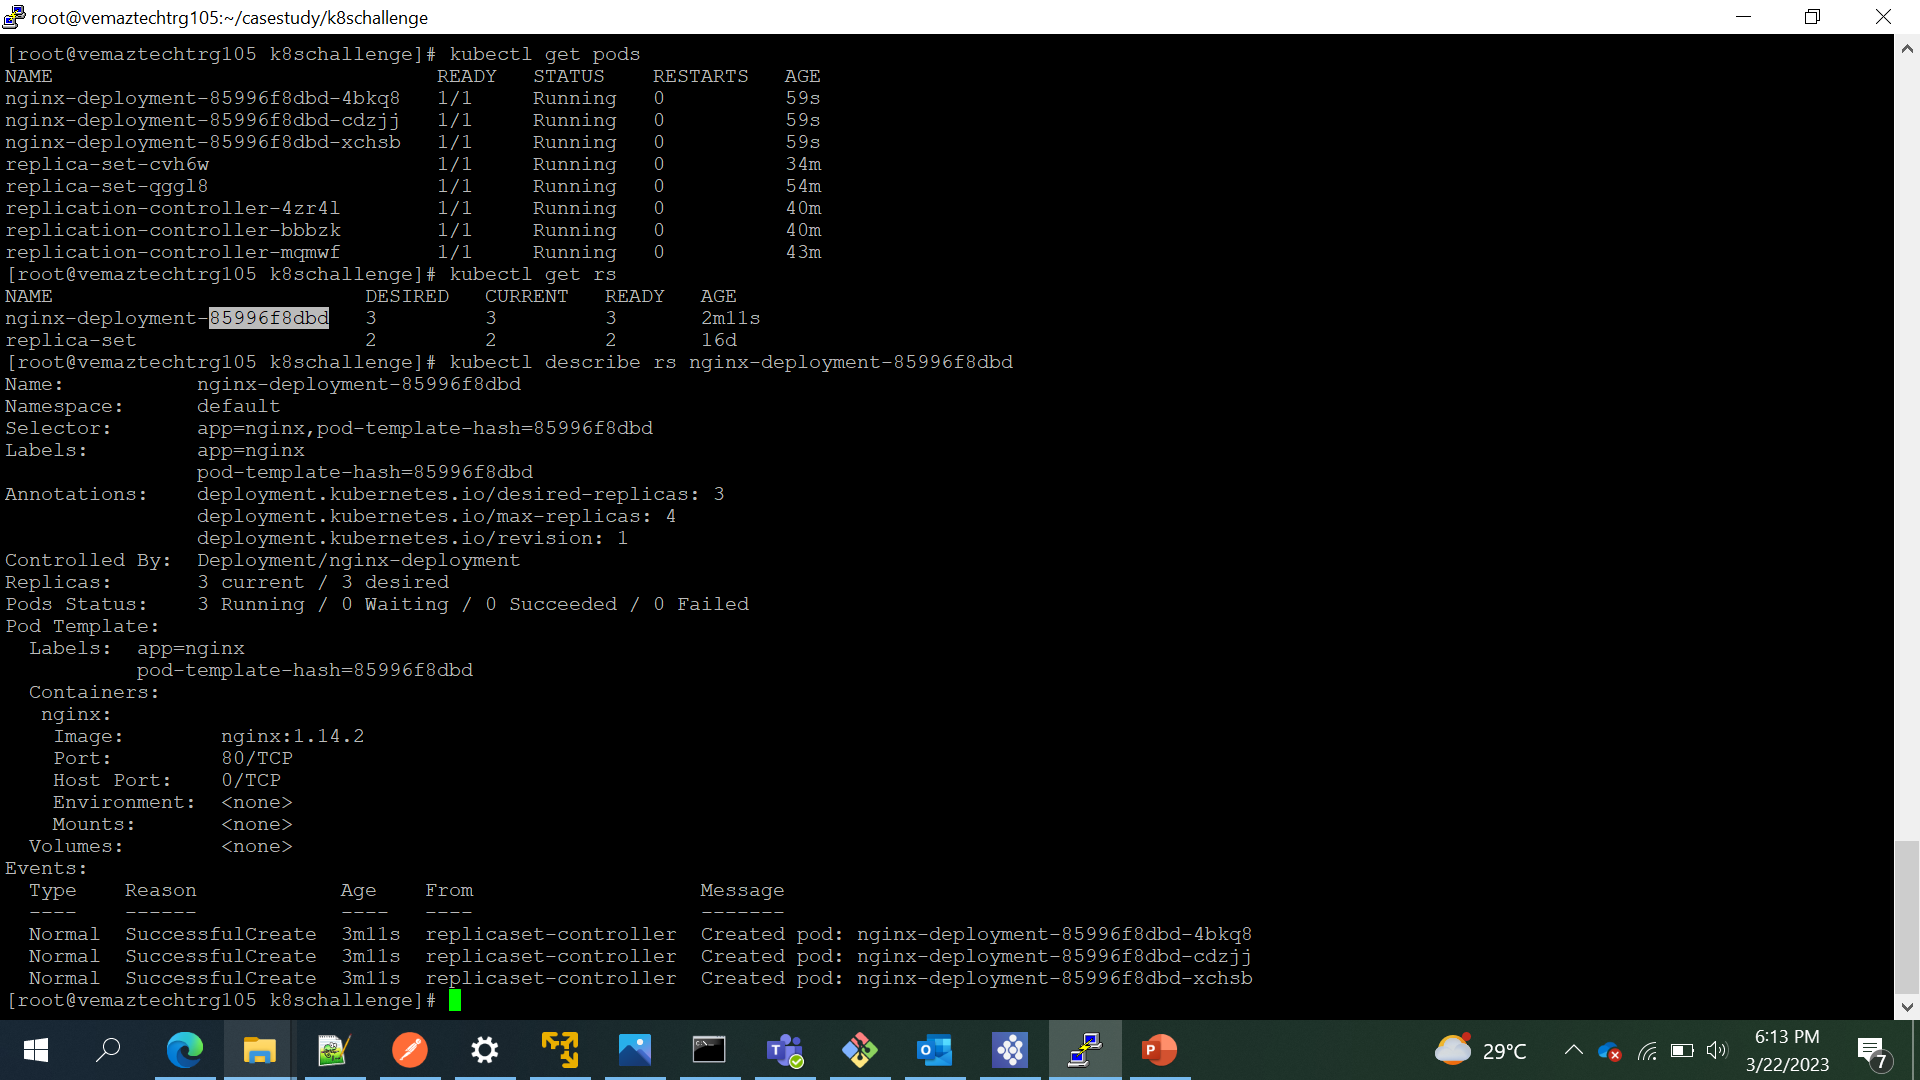 root@vemaztechtrg105:~/casestudy/k8schallenge
[root@vemaztechtrg105 k8schallenge]# kubectl get pods
NAME READY STATUS RESTARTS AGE
nginx-deployment-85996f8dbd-4bkq8 1/1 Running 0 59s
nginx-deployment-85996f8dbd-cdzjj 1/1 Running 0 59s
nginx-deployment-85996f8dbd-xchsb 1/1 Running 0 59s
replica-set-cvh6w 1/1 Running 0 34m
replica-set-qggl8 1/1 Running 0 54m
replication-controller-4zr4l 1/1 Running 0 40m
replication-controller-bbbzk 1/1 Running 0 40m
replication-controller-mqmwf 1/1 Running 0 43m
[root@vemaztechtrg105 k8schallenge]# kubectl get rs
NAME DESIRED CURRENT READY AGE
nginx-deployment-85996f8dbd 3 3 3 2m11s
replica-set 2 2 2 16d
[root@vemaztechtrg105 k8schallenge]# kubectl describe rs nginx-deployment-85996f8dbd
Name: nginx-deployment-85996f8dbd
Namespace: default
Selector: app=nginx,pod-template-hash=85996f8dbd
Labels: app=nginx
pod-template-hash=85996f8dbd
Annotations: deployment.kubernetes.io/desired-replicas: 3
deployment.kubernetes.io/max-replicas: 4
deployment.kubernetes.io/revision: 1
Controlled By: Deployment/nginx-deployment
Replicas: 3 current / 3 desired
Pods Status: 3 Running / 0 Waiting / 0 Succeeded / 0 Failed
Pod Template:
Labels: app=nginx
pod-template-hash=85996f8dbd
Containers:
nginx:
Image: nginx:1.14.2
Port: 80/TCP
Host Port: 0/TCP
Environment: <none>
Mounts: <none>
Volumes: <none>
Events:
Type Reason Age From Message
---- ------ ---- ---- -------
Normal SuccessfulCreate 3m11s replicaset-controller Created pod: nginx-deployment-85996f8dbd-4bkq8
Normal SuccessfulCreate 3m11s replicaset-controller Created pod: nginx-deployment-85996f8dbd-cdzjj
Normal SuccessfulCreate 3m11s replicaset-controller Created pod: nginx-deployment-85996f8dbd-xchsb
[root@vemaztechtrg105 k8schallenge]#
29°C
6:13 PM
3/22/2023
7